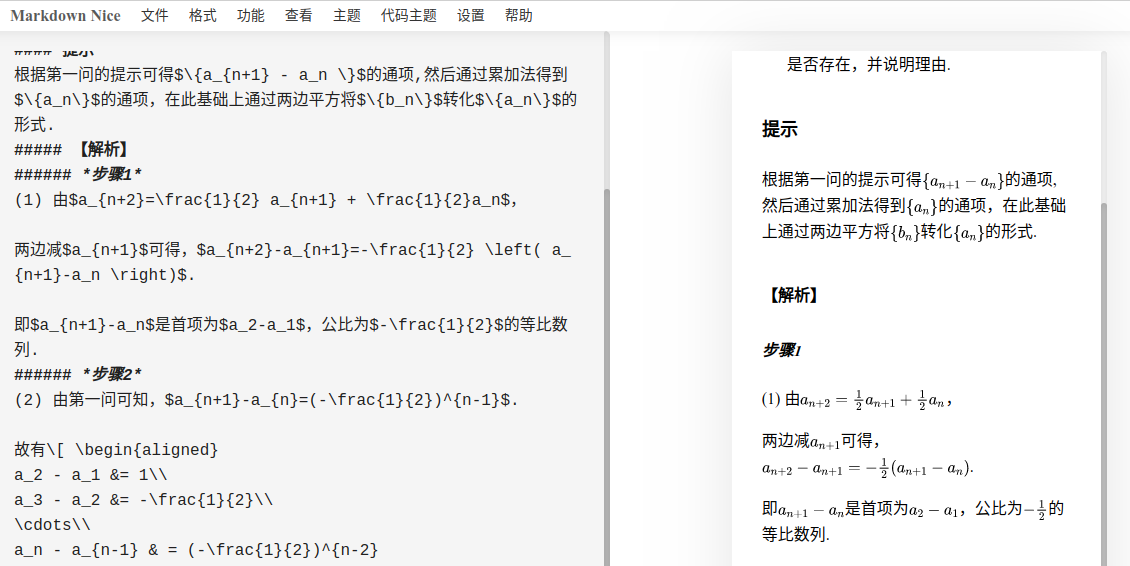 Markdown Nice 文件 格式 功能 查看 主题 代码主题 设置 帮助
#### 提示
根据第一问的提示可得$\{a_{n+1} - a_n \}$的通项,然后通过累加法得到
$\{a_n\}$的通项，在此基础上通过两边平方将$\{b_n\}$转化$\{a_n\}$的
形式.
##### 【解析】
###### *步骤1*
(1) 由$a_{n+2}=\frac{1}{2} a_{n+1} + \frac{1}{2}a_n$，
两边减$a_{n+1}$可得，$a_{n+2}-a_{n+1}=-\frac{1}{2} \left( a_
{n+1}-a_n \right)$.
即$a_{n+1}-a_n$是首项为$a_2-a_1$，公比为$-\frac{1}{2}$的等比数
列.
###### *步骤2*
(2) 由第一问可知，$a_{n+1}-a_{n}=(-\frac{1}{2})^{n-1}$.
故有\[ \begin{aligned}
a_2 - a_1 &= 1\\
a_3 - a_2 &= -\frac{1}{2}\\
\cdots\\
a_n - a_{n-1} & = (-\frac{1}{2})^{n-2}
是否存在，并说明理由.
提示
根据第一问的提示可得{a_{n+1} − a_n}的通项,
然后通过累加法得到{a_n}的通项，在此基础
上通过两边平方将{b_n}转化{a_n}的形式.
【解析】
步骤1
(1) 由a_{n+2} = \frac{1}{2}a_{n+1} + \frac{1}{2}a_n，
两边减a_{n+1}可得，
a_{n+2} − a_{n+1} = −\frac{1}{2}(a_{n+1} − a_n).
即a_{n+1} − a_n是首项为a_2 − a_1，公比为−\frac{1}{2}的
等比数列.